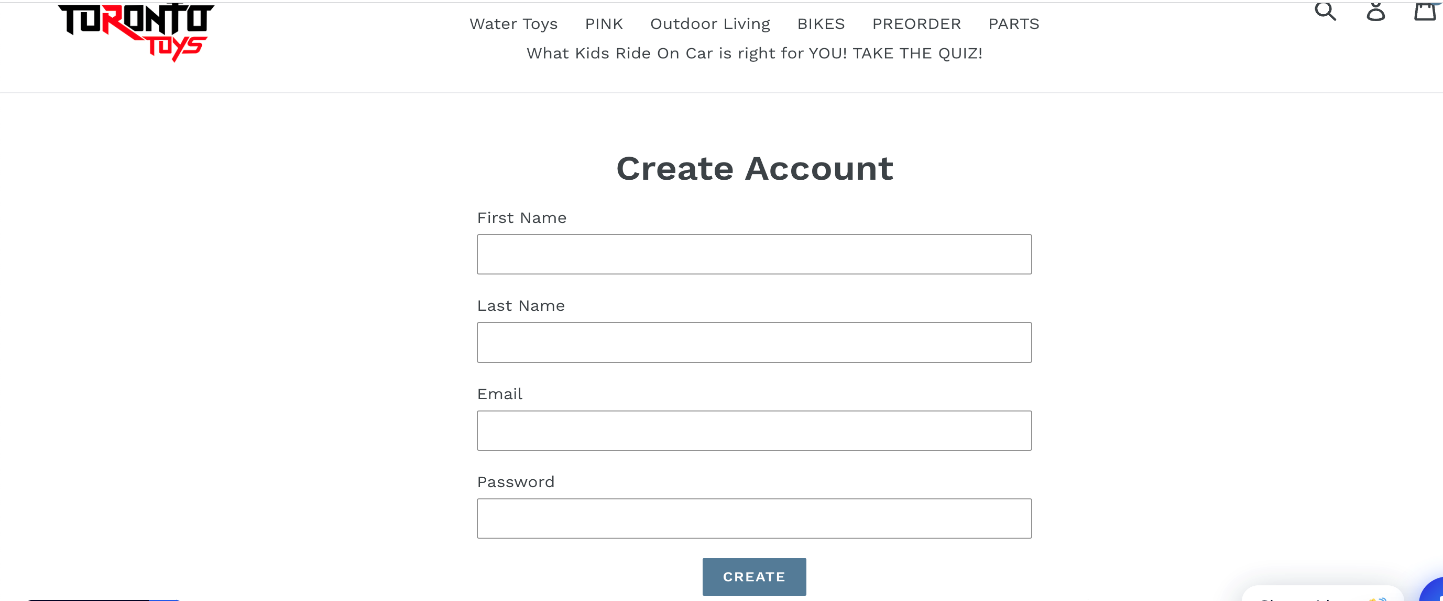 TORONTO
TOYS
Water Toys PINK Outdoor Living BIKES PREORDER PARTS
What Kids Ride On Car is right for YOU! TAKE THE QUIZ!
Create Account
First Name
Last Name
Email
Password
CREATE